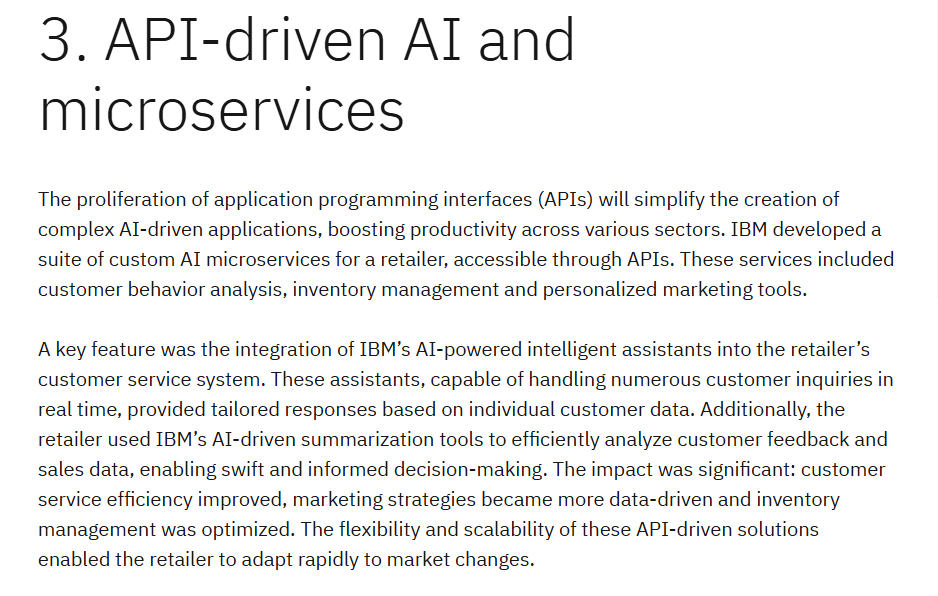 3. API-driven AI and
microservices
The proliferation of application programming interfaces (APIs) will simplify the creation of
complex AI-driven applications, boosting productivity across various sectors. IBM developed a
suite of custom AI microservices for a retailer, accessible through APIs. These services included
customer behavior analysis, inventory management and personalized marketing tools.
A key feature was the integration of IBM’s AI-powered intelligent assistants into the retailer’s
customer service system. These assistants, capable of handling numerous customer inquiries in
real time, provided tailored responses based on individual customer data. Additionally, the
retailer used IBM’s AI-driven summarization tools to efficiently analyze customer feedback and
sales data, enabling swift and informed decision-making. The impact was significant: customer
service efficiency improved, marketing strategies became more data-driven and inventory
management was optimized. The flexibility and scalability of these API-driven solutions
enabled the retailer to adapt rapidly to market changes.